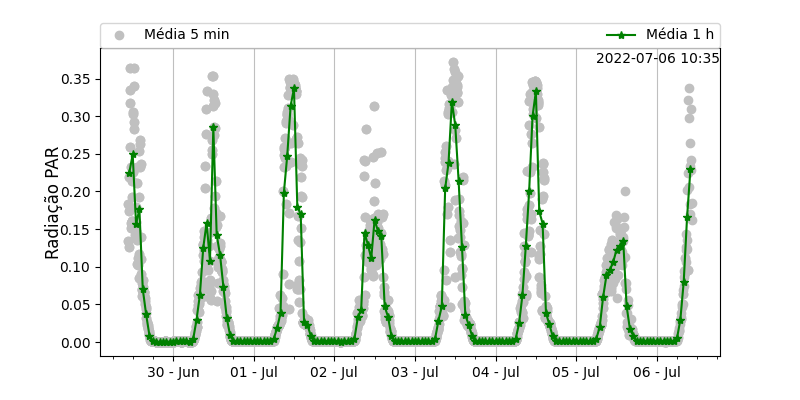 Média 5 min
Média 1 h
2022-07-06 10:35
Radiação PAR
0.35
0.30
0.25
0.20
0.15
0.10
0.05
0.00
30 - Jun
01 - Jul
02 - Jul
03 - Jul
04 - Jul
05 - Jul
06 - Jul